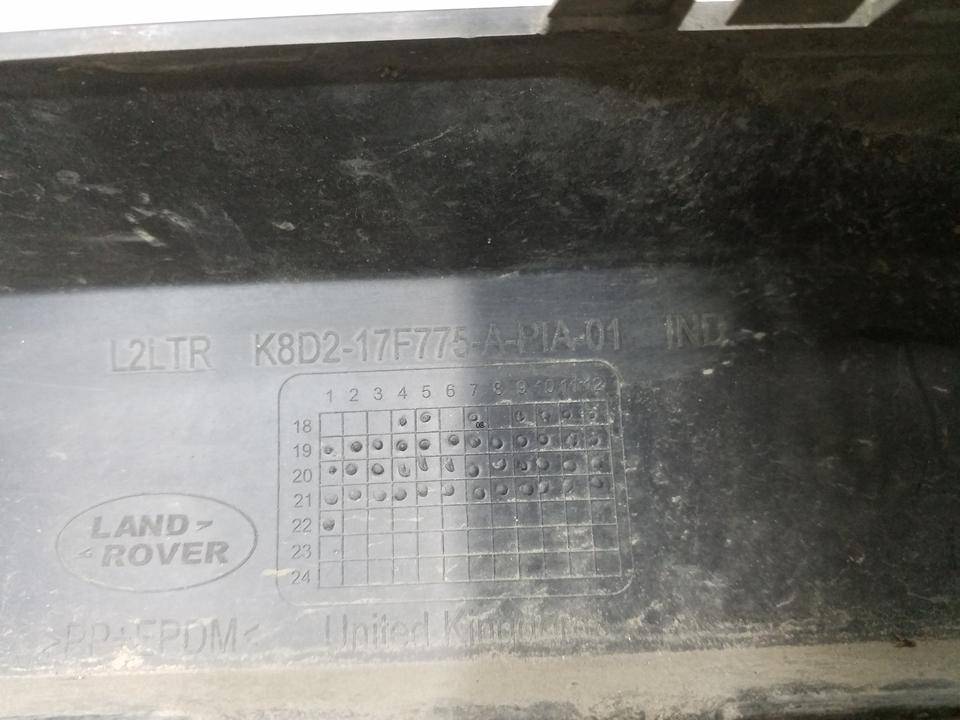 L2LTR K8D2-17F775-A-PIA-01 IND.
1 2 3 4 5 6 7 8 9 10 11 12
18
19
20
21
22
23
24
LAND
ROVER
>PP+EPDM<
United Kingdom